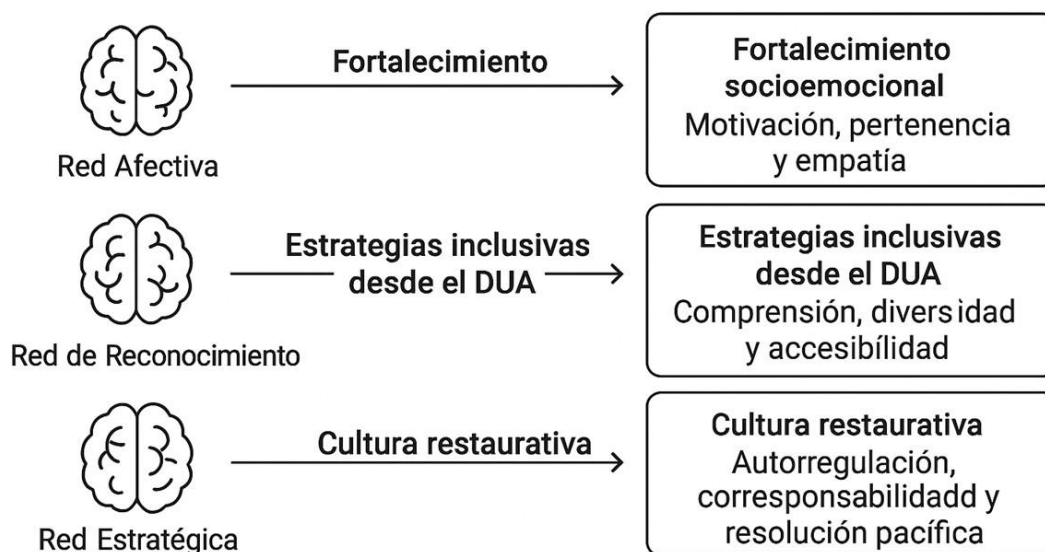 Fortalecimiento
Red Afectiva
Fortalecimiento
socioemocional
Motivación, pertenencia
y empatía
Estrategias inclusivas
desde el DUA
Red de Reconocimiento
Estrategias inclusivas
desde el DUA
Comprensión, diversidad
y accesibílidad
Cultura restaurativa
Red Estratégica
Cultura restaurativa
Autorregulación,
corresponsabilidadd y
resolución pacífica